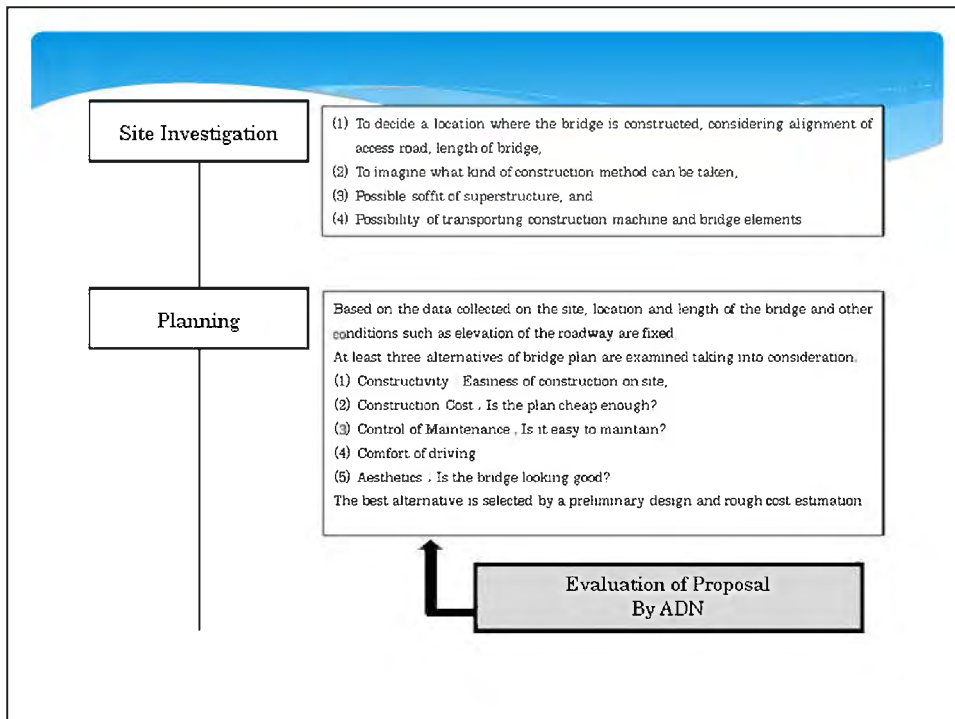 Site Investigation
(1) To decide a location where the bridge is constructed, considering alignment of
access road, length of bridge,
(2) To imagine what kind of construction method can be taken,
(3) Possible soffit of superstructure, and
(4) Possibility of transporting construction machine and bridge elements
Planning
Based on the data collected on the site, location and length of the bridge and other
conditions such as elevation of the roadway are fixed
At least three alternatives of bridge plan are examined taking into consideration.
(1) Constructivity Easiness of construction on site,
(2) Construction Cost . Is the plan cheap enough?
(3) Control of Maintenance . Is it easy to maintain?
(4) Comfort of driving
(5) Aesthetics . Is the bridge looking good?
The best alternative is selected by a preliminary design and rough cost estimation
Evaluation of Proposal
By ADN